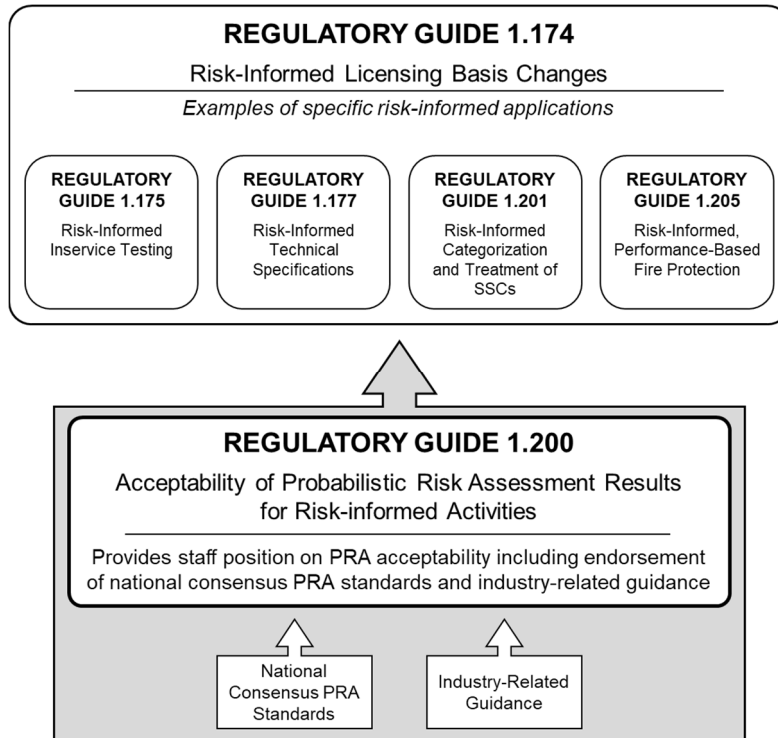 REGULATORY GUIDE 1.174
Risk-Informed Licensing Basis Changes
Examples of specific risk-informed applications
REGULATORY
GUIDE 1.175
Risk-Informed
Inservice Testing
REGULATORY
GUIDE 1.177
Risk-Informed
Technical
Specifications
REGULATORY
GUIDE 1.201
Risk-Informed
Categorization
and Treatment of
SSCs
REGULATORY
GUIDE 1.205
Risk-Informed,
Performance-Based
Fire Protection
REGULATORY GUIDE 1.200
Acceptability of Probabilistic Risk Assessment Results
for Risk-informed Activities
Provides staff position on PRA acceptability including endorsement
of national consensus PRA standards and industry-related guidance
National
Consensus PRA
Standards
Industry-Related
Guidance